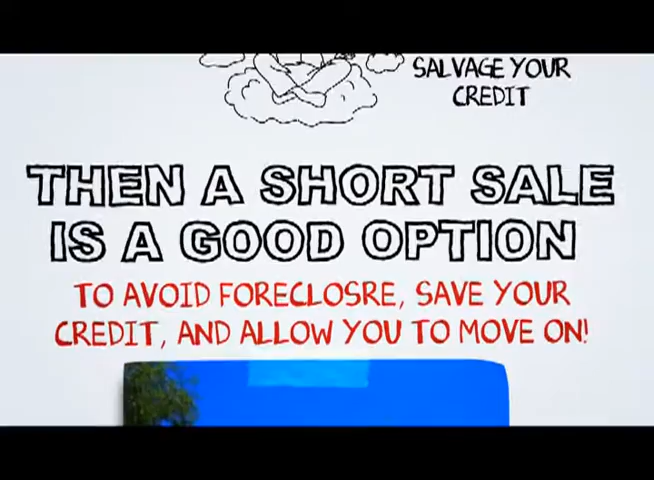 SALVAGE YOUR
CREDIT
THEN A SHORT SALE
IS A GOOD OPTION
TO AVOID FORECLOSRE, SAVE YOUR
CREDIT, AND ALLOW YOU TO MOVE ON!